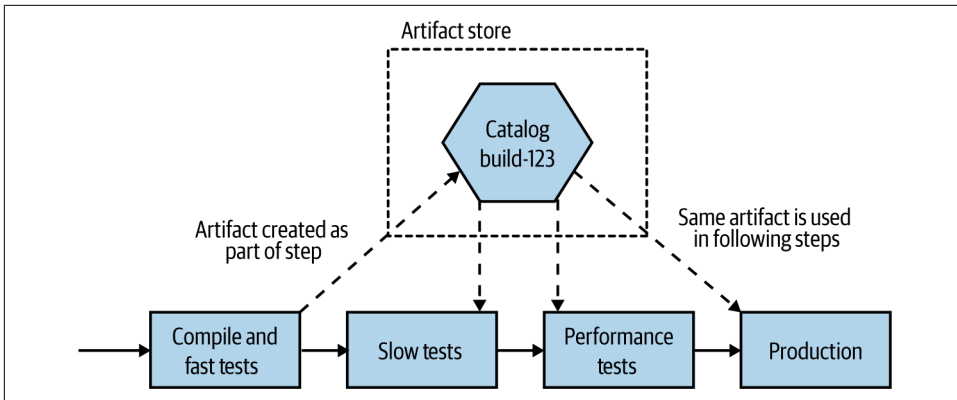 Artifact store
Catalog
build-123
Artifact created as
part of step
Same artifact is used
in following steps
Compile and
fast tests
Slow tests
Performance
tests
Production